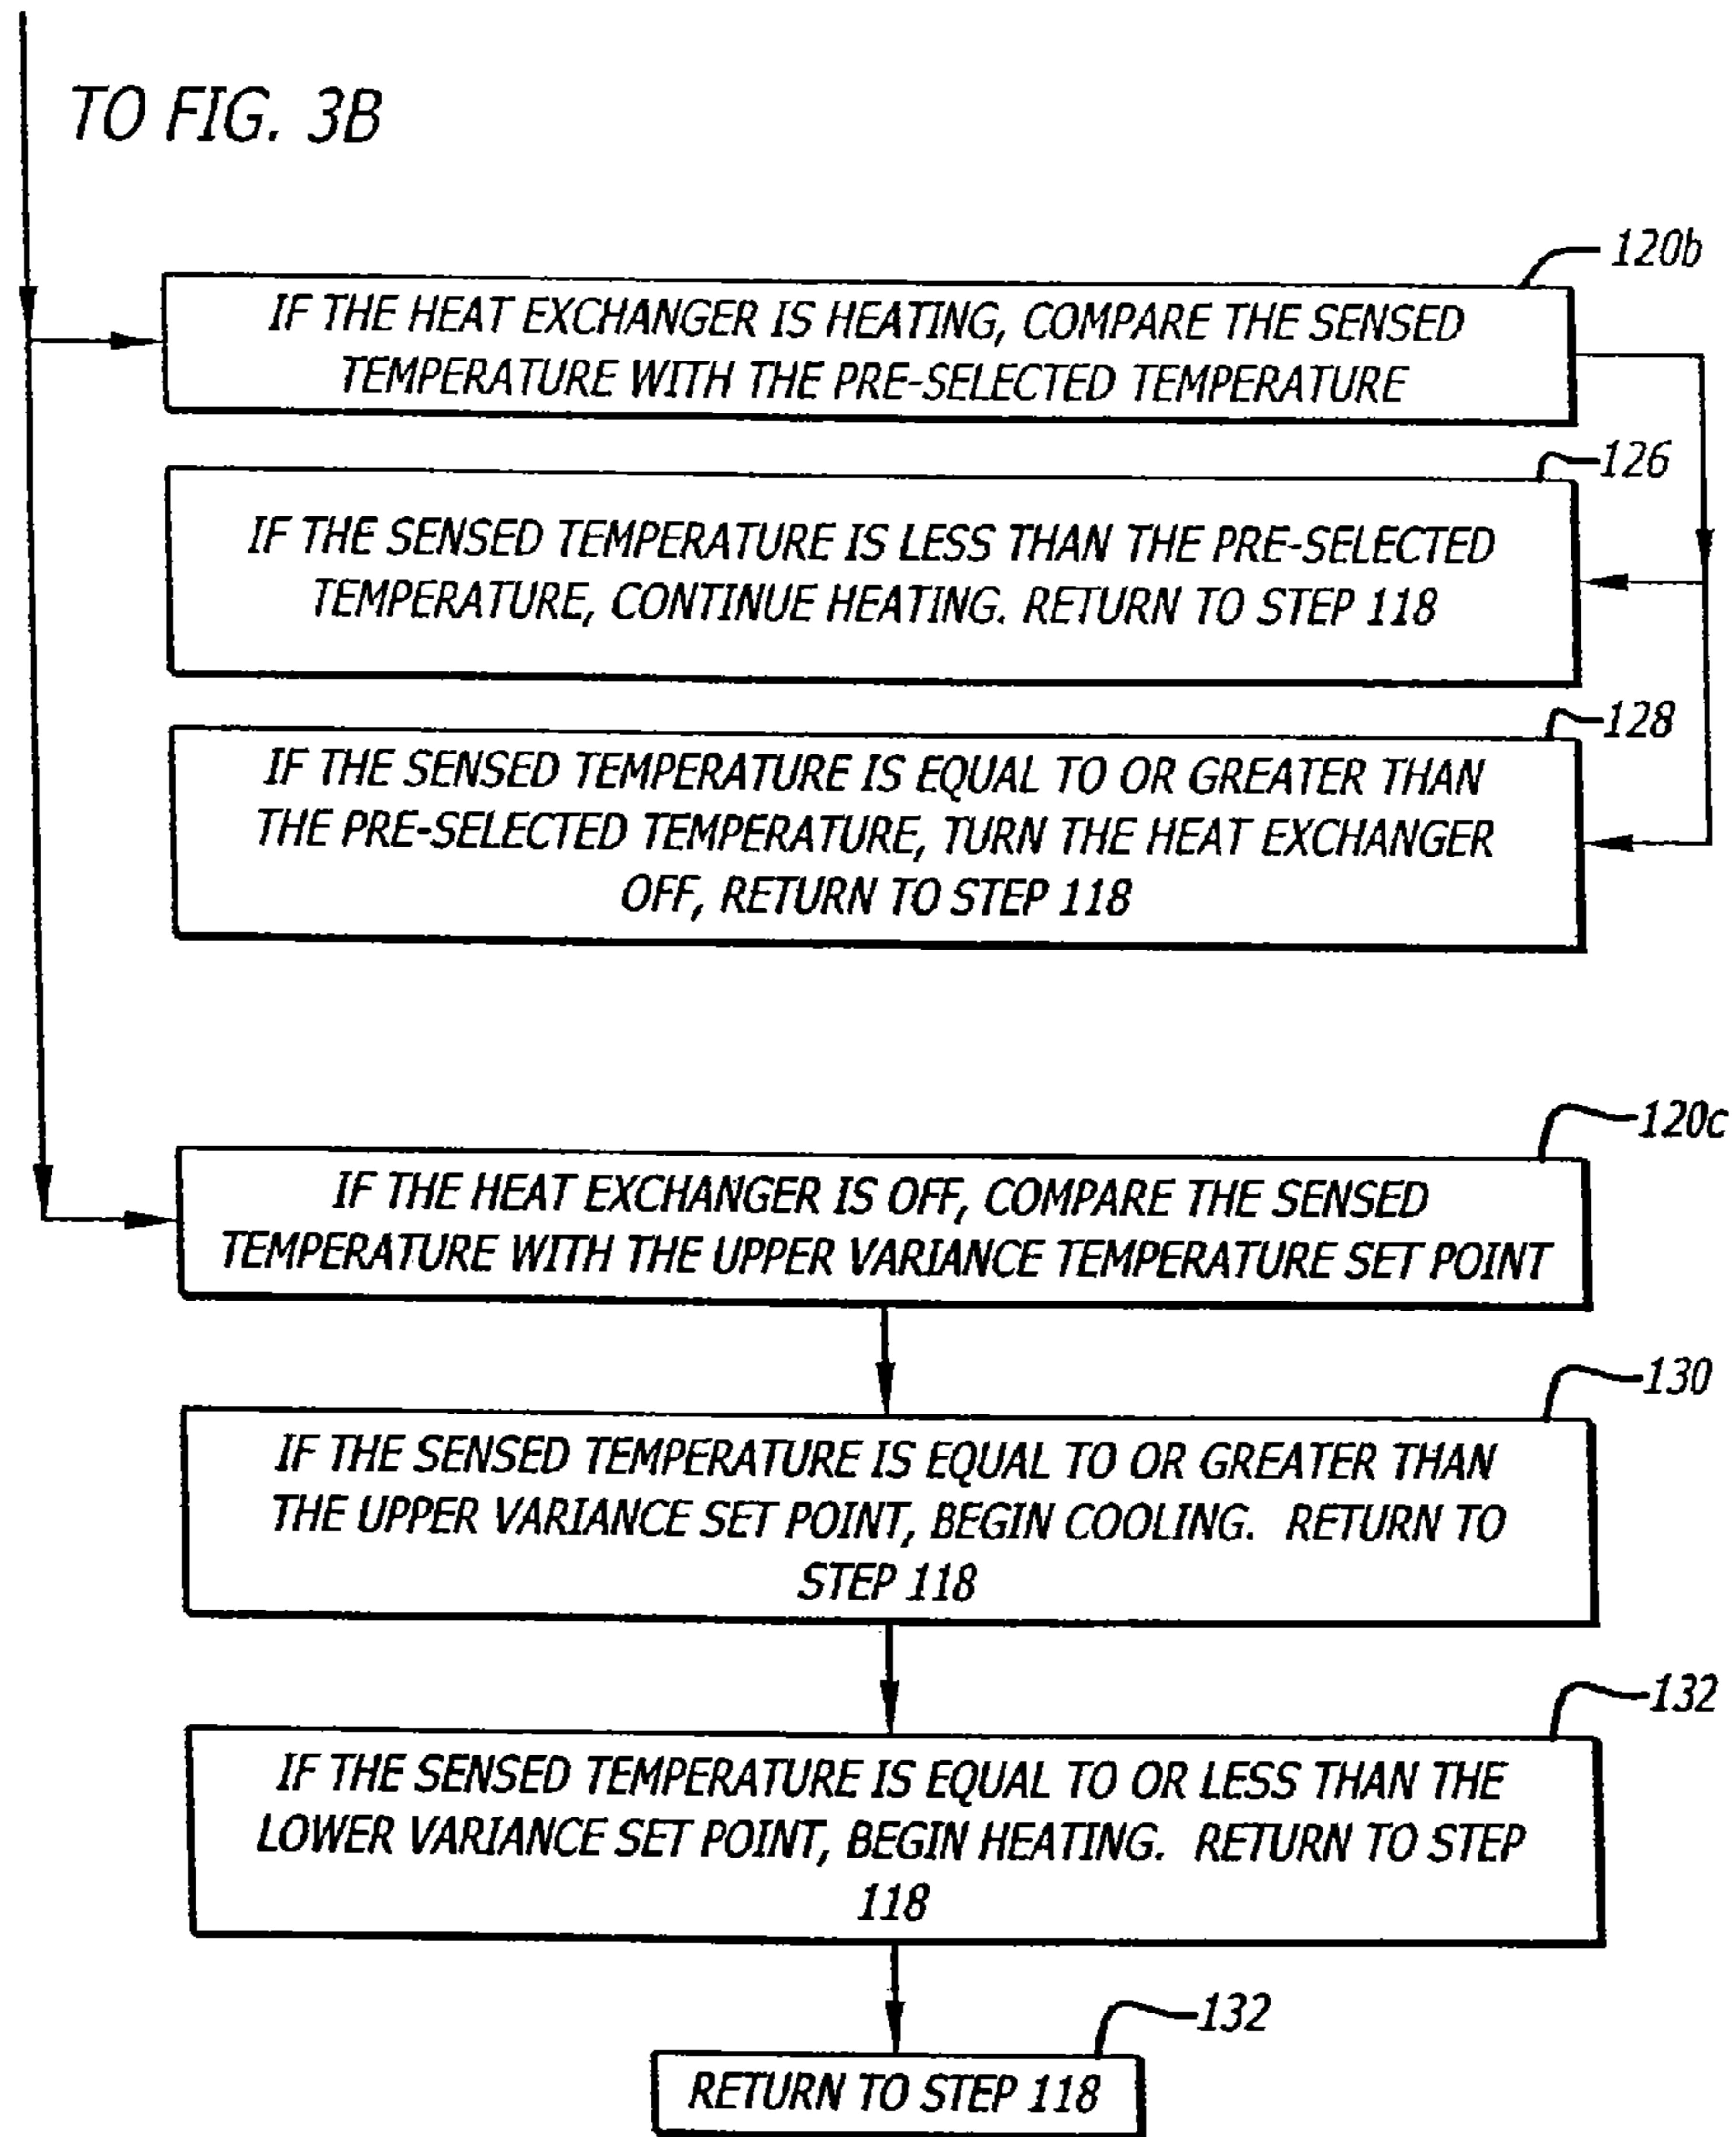 TO FIG. 3B
120b
IF THE HEAT EXCHANGER IS HEATING, COMPARE THE SENSED
TEMPERATURE WITH THE PRE-SELECTED TEMPERATURE
126
IF THE SENSED TEMPERATURE IS LESS THAN THE PRE-SELECTED
TEMPERATURE, CONTINUE HEATING. RETURN TO STEP 118
128
IF THE SENSED TEMPERATURE IS EQUAL TO OR GREATER THAN
THE PRE-SELECTED TEMPERATURE, TURN THE HEAT EXCHANGER
OFF, RETURN TO STEP 118
120c
IF THE HEAT EXCHANGER IS OFF, COMPARE THE SENSED
TEMPERATURE WITH THE UPPER VARIANCE TEMPERATURE SET POINT
130
IF THE SENSED TEMPERATURE IS EQUAL TO OR GREATER THAN
THE UPPER VARIANCE SET POINT, BEGIN COOLING. RETURN TO
STEP 118
132
IF THE SENSED TEMPERATURE IS EQUAL TO OR LESS THAN THE
LOWER VARIANCE SET POINT, BEGIN HEATING. RETURN TO STEP
118
132
RETURN TO STEP 118